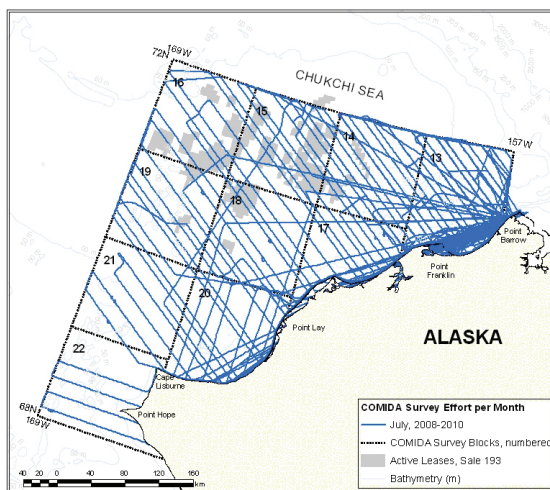 169W
72N
CHUKCHI SEA
16
15
14
13
157W
19
18
17
Point
Barrow
Point
Franklin
21
20
Point Lay
ALASKA
22
Cape
Lisburne
Point Hope
68N
169W
COMIDA Survey Effort per Month
July, 2008-2010
COMIDA Survey Blocks, numbered
Active Leases, Sale 193
Bathymetry (m)
40 20 0 40 80 120 160
km